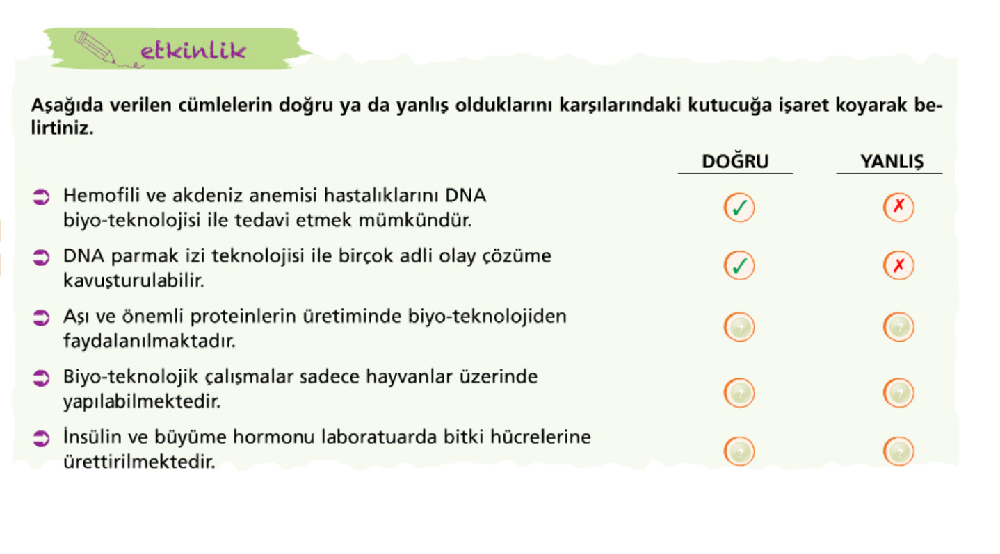 etkinlik
Aşağıda verilen cümlelerin doğru ya da yanlış olduklarını karşılarındaki kutucuğa işaret koyarak be-
lirtiniz.
DOĞRU YANLIŞ
Hemofili ve akdeniz anemisi hastalıklarını DNA
biyo-teknolojisi ile tedavi etmek mümkündür.
✓ ✗
DNA parmak izi teknolojisi ile birçok adli olay çözüme
kavuşturulabilir.
✓ ✗
Aşı ve önemli proteinlerin üretiminde biyo-teknolojiden
faydalanılmaktadır.
? ?
Biyo-teknolojik çalışmalar sadece hayvanlar üzerinde
yapılabilmektedir.
? ?
İnsülin ve büyüme hormonu laboratuarda bitki hücrelerine
ürettirilmektedir.
? ?